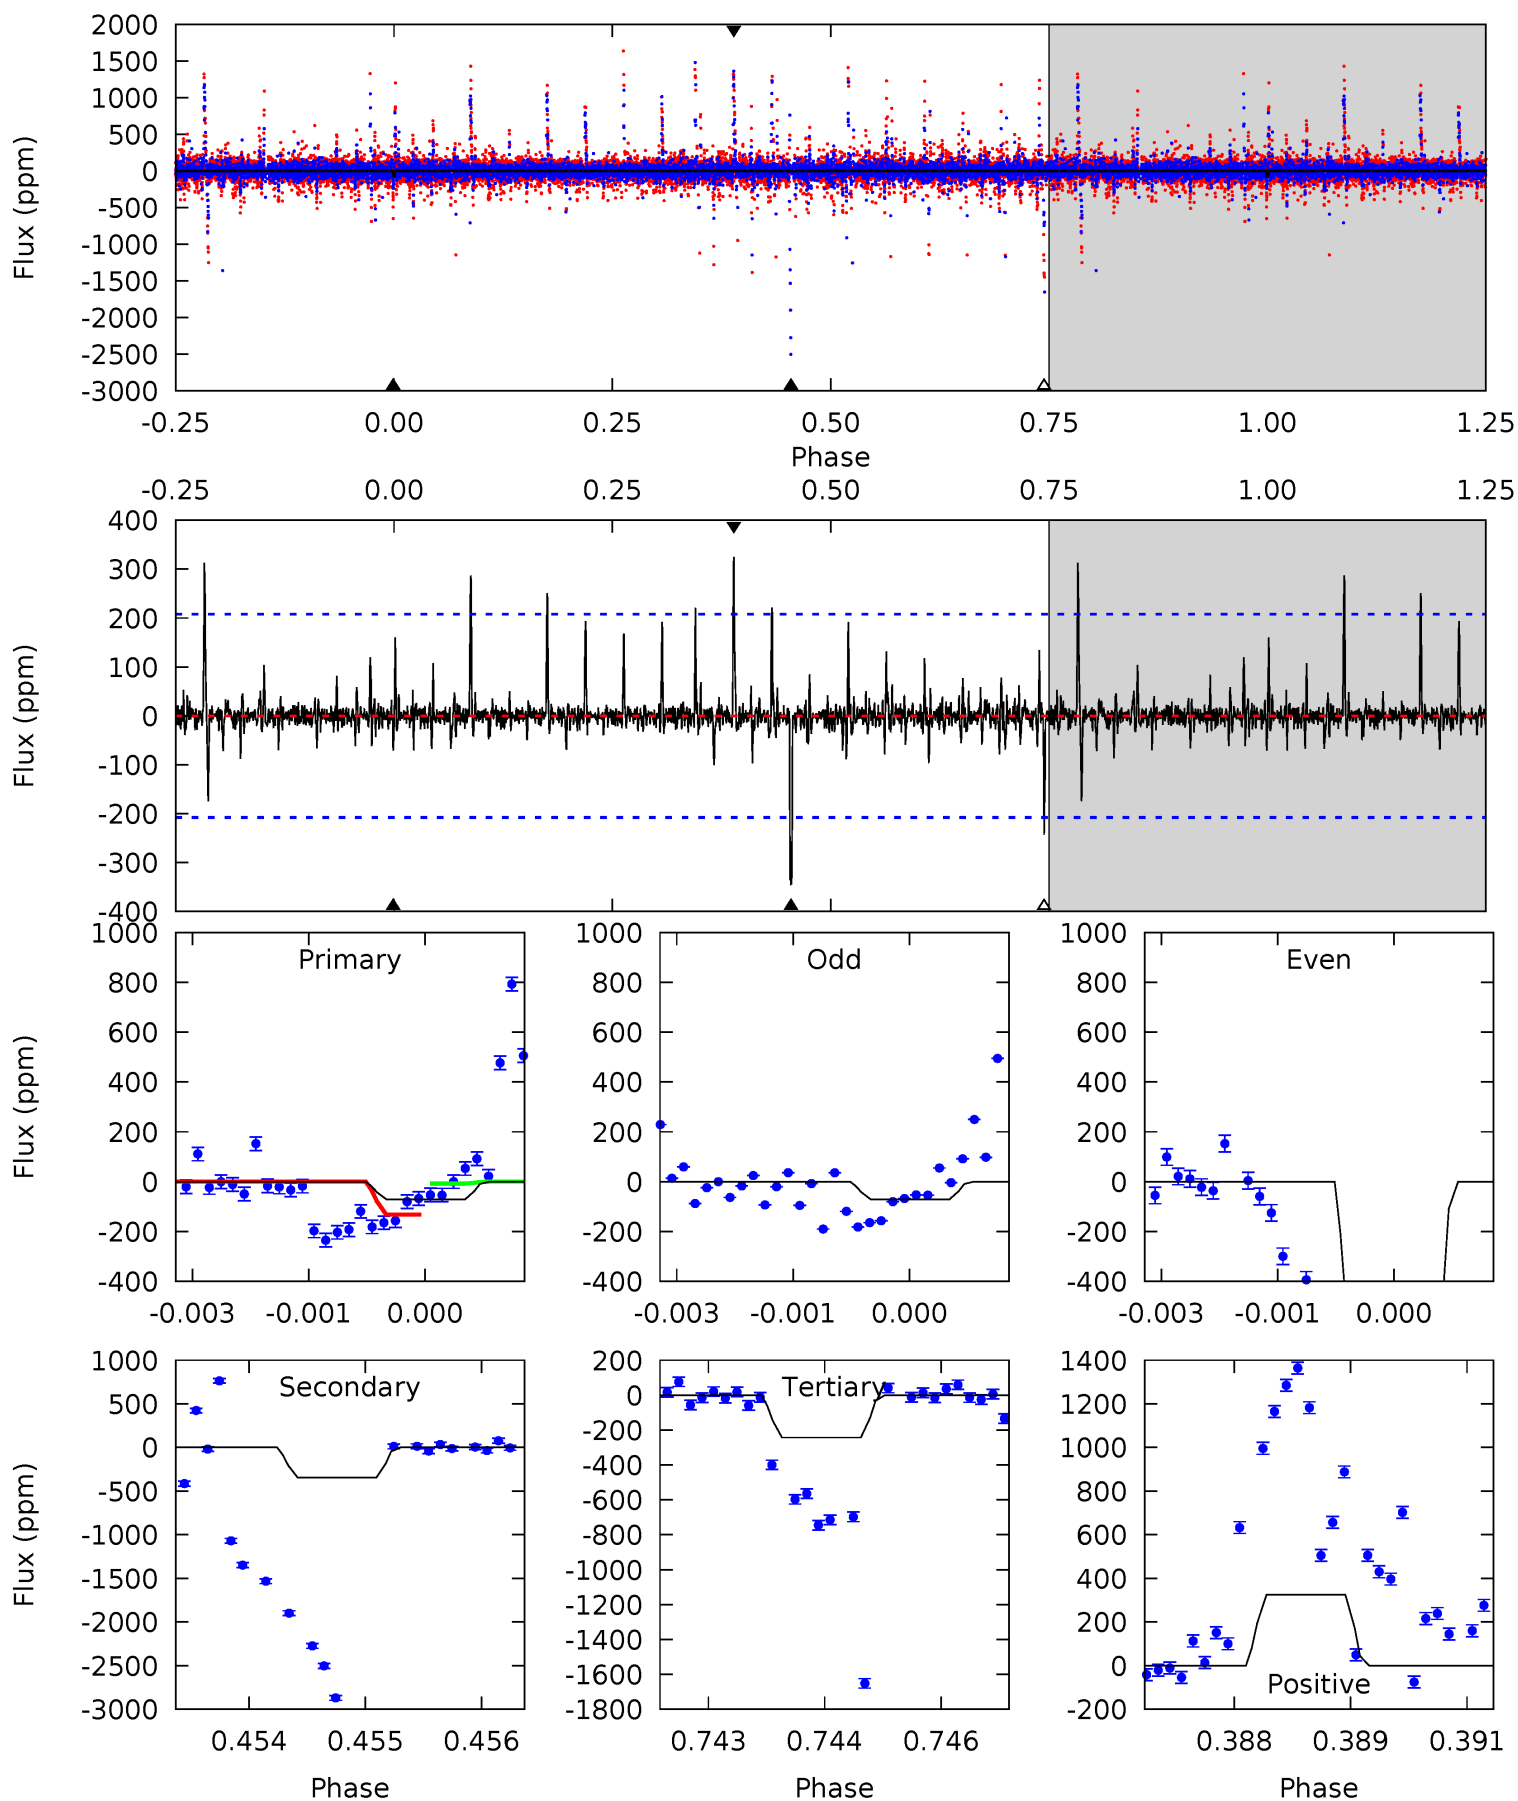 2000
1500
1000
500
0
-500
-1000
-1500
-2000
-2500
-3000
Flux (ppm)
-0.25 0.00 0.25 0.50 0.75 1.00 1.25
Phase
-0.25 0.00 0.25 0.50 0.75 1.00 1.25
400
300
200
100
0
-100
-200
-300
-400
Flux (ppm)
Primary Odd Even
1000 1000 1000
800 800 800
600 600 600
400 400 400
200 200 200
0 0 0
-200 -200 -200
-400 -400 -400
Flux (ppm)
-0.003 -0.001 0.000 -0.003 -0.001 0.000 -0.003 -0.001 0.000
Secondary Tertiary Positive
1000
500
0
-500
-1000
-1500
-2000
-2500
-3000
Flux (ppm)
200
0
-200
-400
-600
-800
-1000
-1200
-1400
-1600
-1800
1400
1200
1000
800
600
400
200
0
-200
0.454 0.455 0.456 0.743 0.744 0.746 0.388 0.389 0.391
Phase Phase Phase